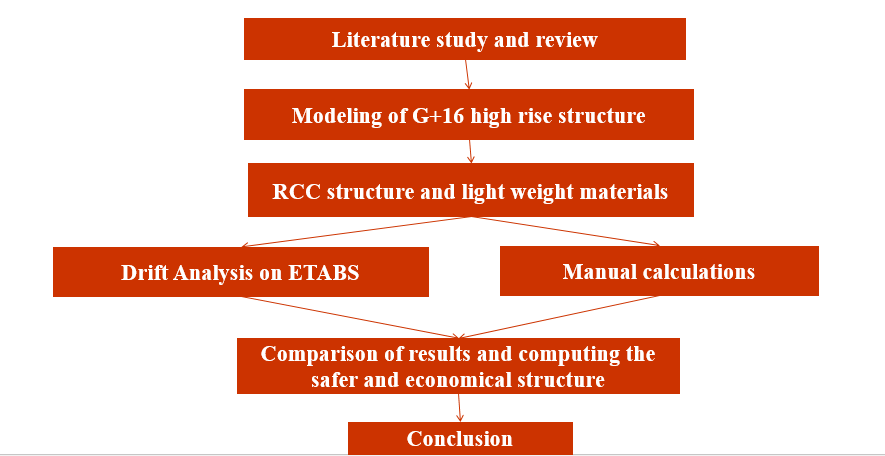 Literature study and review
Modeling of G+16 high rise structure
RCC structure and light weight materials
Drift Analysis on ETABS
Manual calculations
Comparison of results and computing the
safer and economical structure
Conclusion